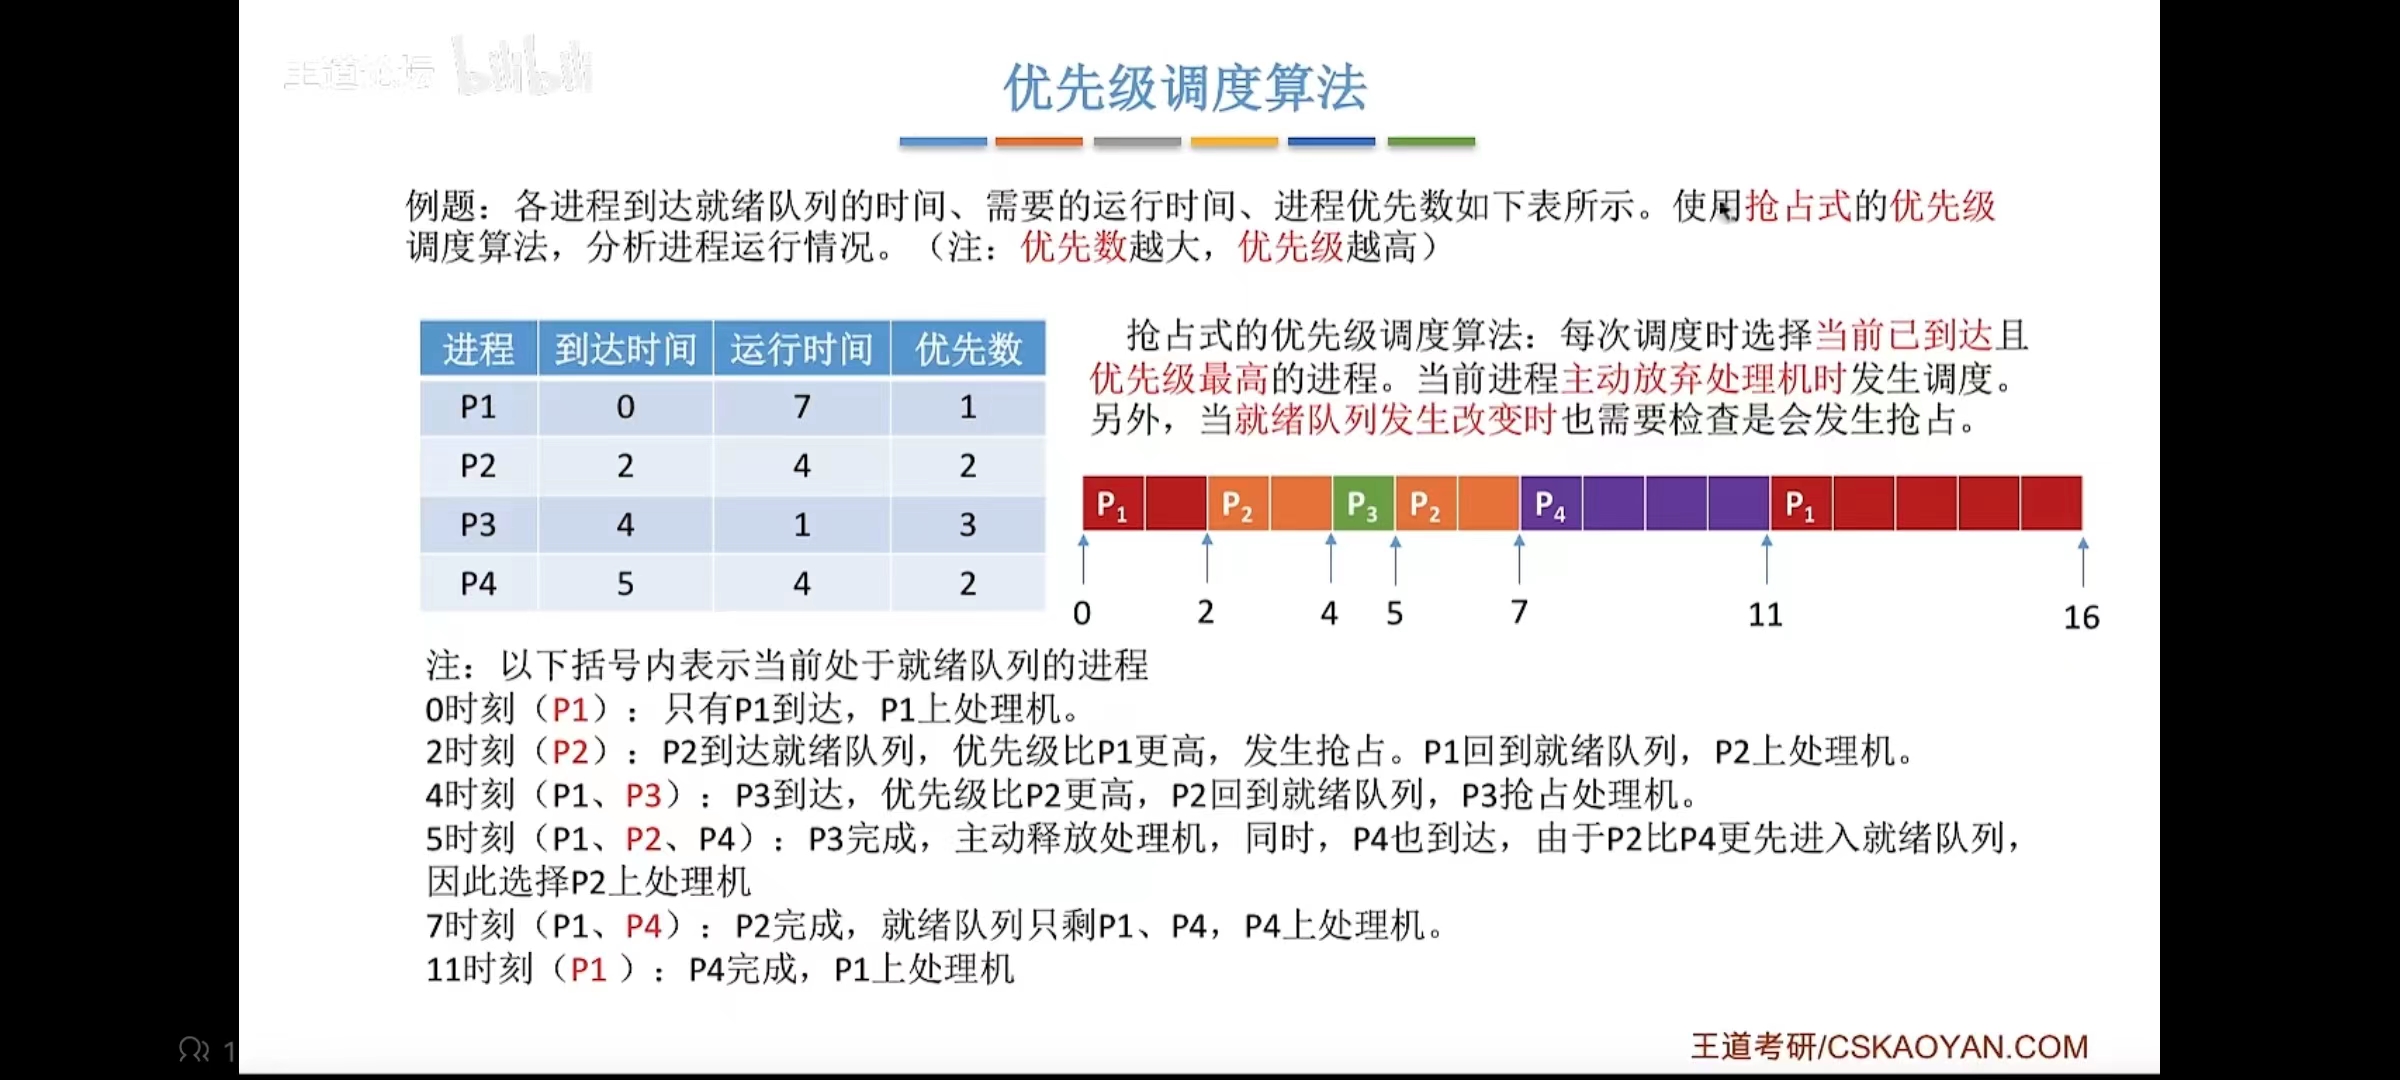 王道论坛 bilibili
优先级调度算法
例题：各进程到达就绪队列的时间、需要的运行时间、进程优先数如下表所示。使用抢占式的优先级
调度算法，分析进程运行情况。（注：优先数越大，优先级越高）
进程 到达时间 运行时间 优先数
P1 0 7 1
P2 2 4 2
P3 4 1 3
P4 5 4 2
抢占式的优先级调度算法：每次调度时选择当前已到达且
优先级最高的进程。当前进程主动放弃处理机时发生调度。
另外，当就绪队列发生改变时也需要检查是会发生抢占。
P1 P2 P3 P2 P4 P1
0 2 4 5 7 11 16
注：以下括号内表示当前处于就绪队列的进程
0时刻（P1）：只有P1到达，P1上处理机。
2时刻（P2）：P2到达就绪队列，优先级比P1更高，发生抢占。P1回到就绪队列，P2上处理机。
4时刻（P1、P3）：P3到达，优先级比P2更高，P2回到就绪队列，P3抢占处理机。
5时刻（P1、P2、P4）：P3完成，主动释放处理机，同时，P4也到达，由于P2比P4更先进入就绪队列，
因此选择P2上处理机
7时刻（P1、P4）：P2完成，就绪队列只剩P1、P4，P4上处理机。
11时刻（P1 ）：P4完成，P1上处理机
1
王道考研/CSKAOYAN.COM